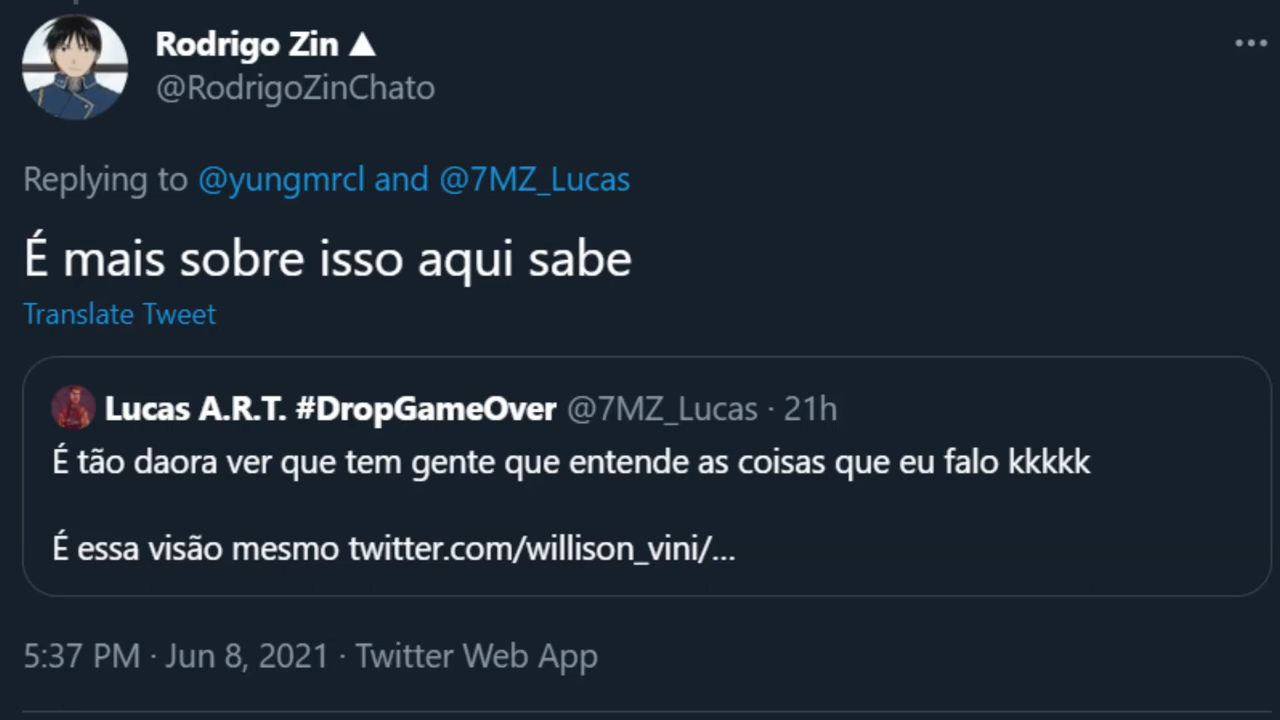 Rodrigo Zin ▲
@RodrigoZinChato
Replying to @yungmrcl and @7MZ_Lucas
É mais sobre isso aqui sabe
Translate Tweet
Lucas A.R.T. #DropGameOver @7MZ_Lucas · 21h
É tão daora ver que tem gente que entende as coisas que eu falo kkkkk
É essa visão mesmo twitter.com/willison_vini/...
5:37 PM · Jun 8, 2021 · Twitter Web App